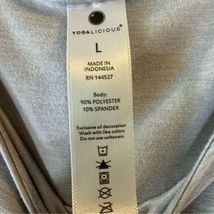 YOGALICIOUS®
L
MADE IN
INDONESIA
RN 144527
Body:
90% POLYESTER
10% SPANDEX
Exclusive of decoration
Wash with like colors
Do not use softeners